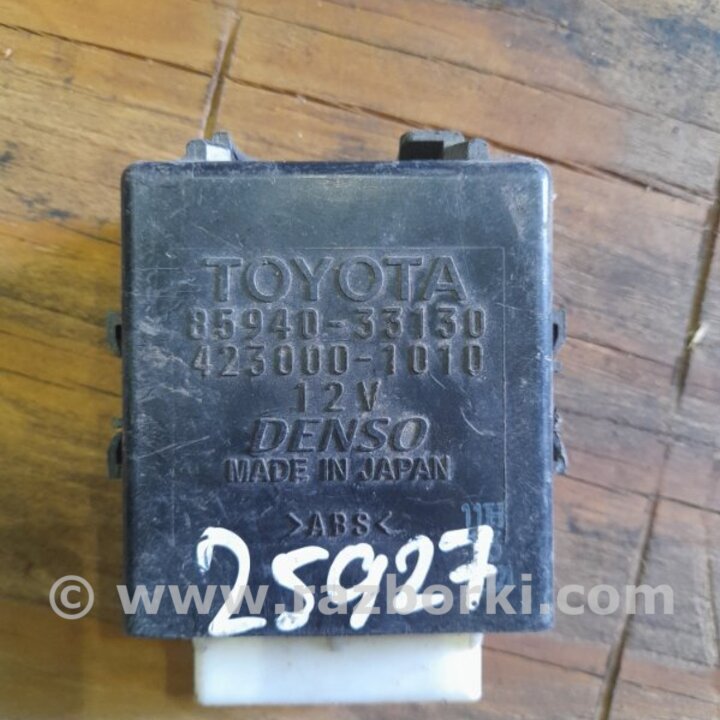 TOYOTA
85940-33130
423000-1010
12V
DENSO
MADE IN JAPAN
>ABS<
11H
25927
© www.razborki.com